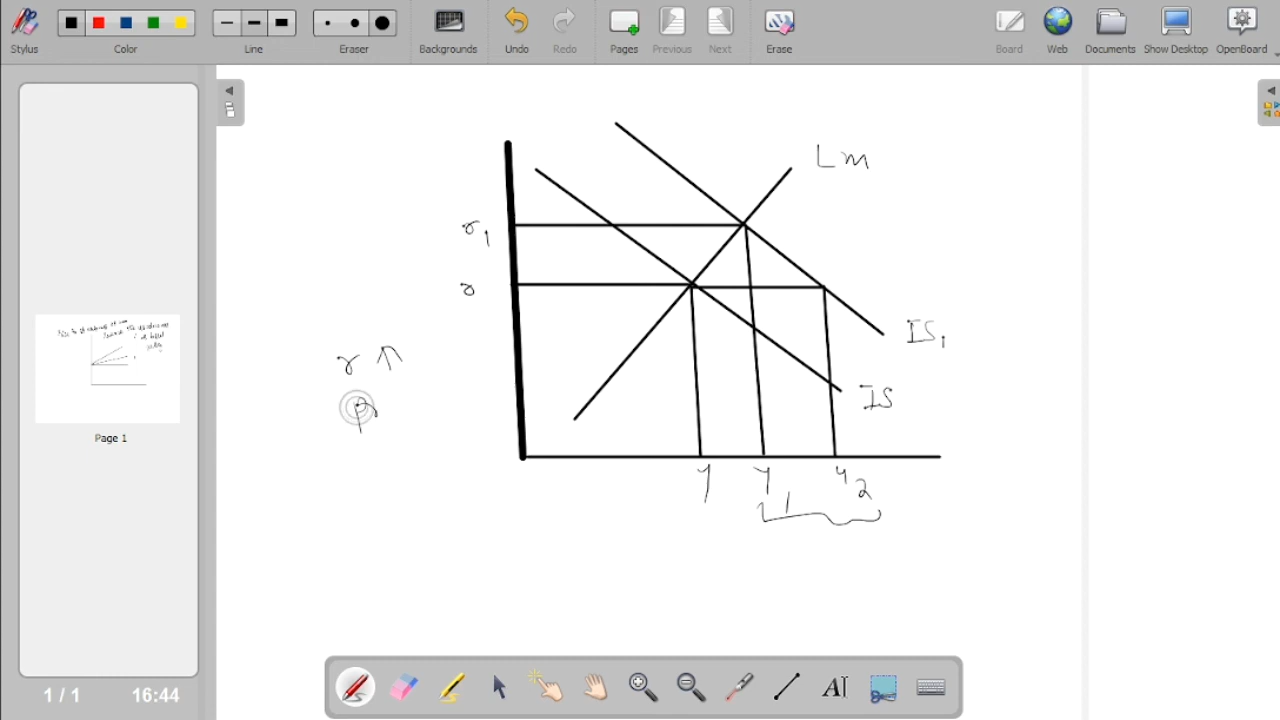 Stylus Color Line Eraser Backgrounds Undo Redo Pages Previous Next Erase Board Web Documents Show Desktop OpenBoard
Lm
r1
r
IS1
r ↑
IS
y y1 y2
Page 1
1 / 1 16:44